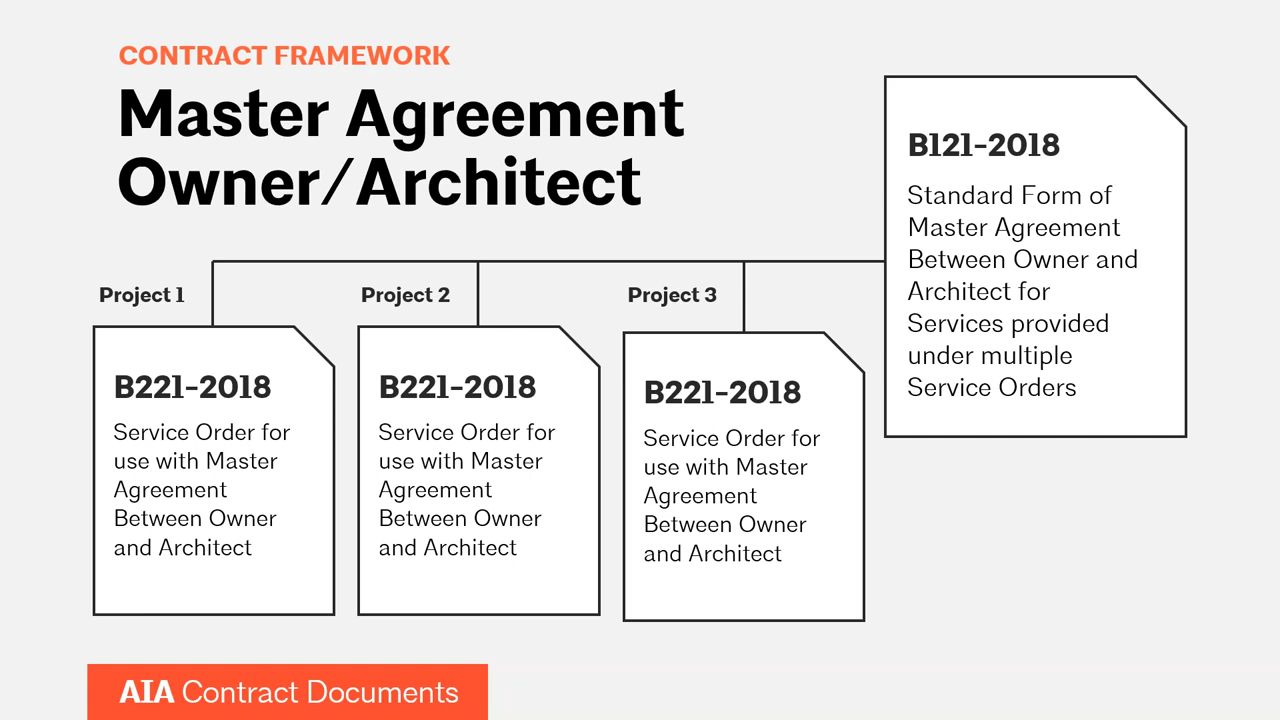 CONTRACT FRAMEWORK
Master Agreement
Owner/Architect
B121-2018
Standard Form of
Master Agreement
Between Owner and
Architect for
Services provided
under multiple
Service Orders
Project 1
B221-2018
Service Order for
use with Master
Agreement
Between Owner
and Architect
Project 2
B221-2018
Service Order for
use with Master
Agreement
Between Owner
and Architect
Project 3
B221-2018
Service Order for
use with Master
Agreement
Between Owner
and Architect
AIA Contract Documents